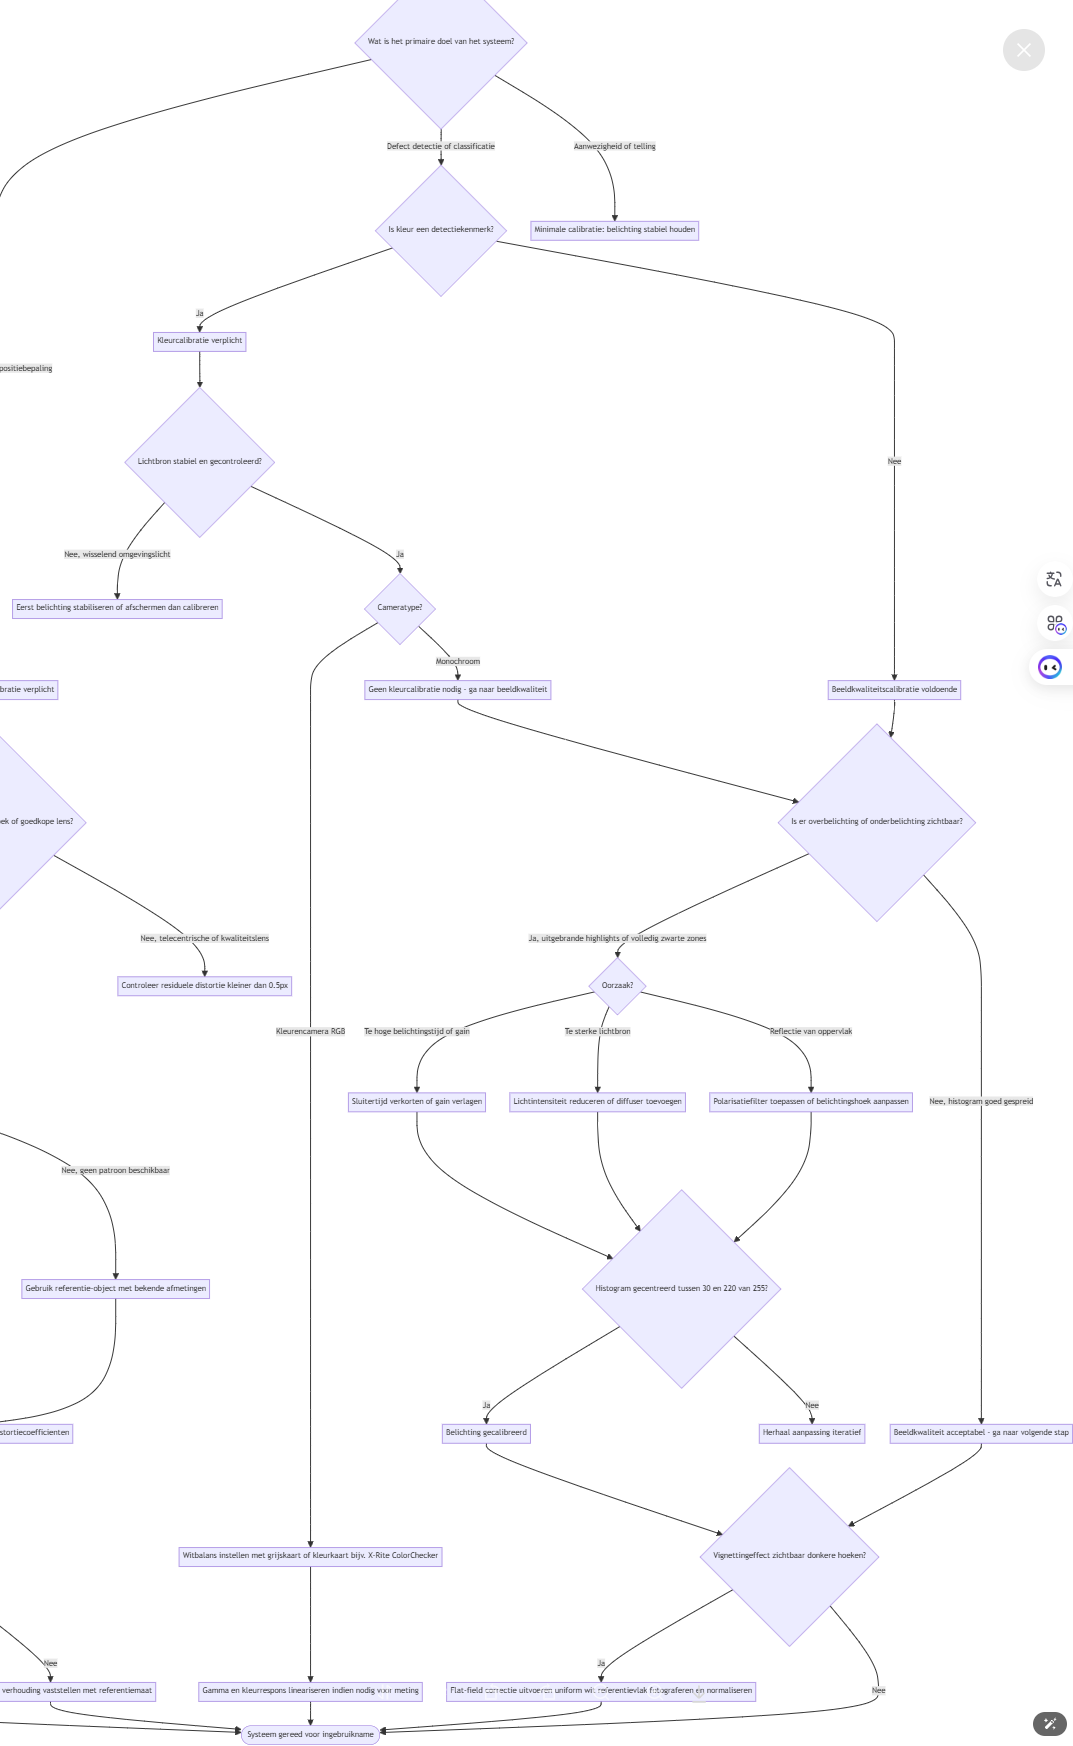 Wat is het primaire doel van het systeem?
Defect detectie of classificatie
Aanwezigheid of telling
Is kleur een detectiekenmerk?
Minimale calibratie: belichting stabiel houden
Ja
Kleurcalibratie verplicht
positiebepaling
Lichtbron stabiel en gecontroleerd?
Nee
Nee, wisselend omgevingslicht
Ja
Eerst belichting stabiliseren of afschermen dan calibreren
Cameratype?
Monochroom
bratie verplicht
Geen kleurcalibratie nodig - ga naar beeldkwaliteit
Beeldkwaliteitscalibratie voldoende
ek of goedkope lens?
Is er overbelichting of onderbelichting zichtbaar?
Nee, telecentrische of kwaliteitslens
Ja, uitgebrande highlights of volledig zwarte zones
Controleer residuele distortie kleiner dan 0.5px
Oorzaak?
Kleurencamera RGB
Te hoge belichtingstijd of gain
Te sterke lichtbron
Reflectie van oppervlak
Sluitertijd verkorten of gain verlagen
Lichtintensiteit reduceren of diffuser toevoegen
Polarisatiefilter toepassen of belichtingshoek aanpassen
Nee, histogram goed gespreid
Nee, geen patroon beschikbaar
Gebruik referentie-object met bekende afmetingen
Histogram gecentreerd tussen 30 en 220 van 255?
Ja
Nee
stortiecoefficienten
Belichting gecalibreerd
Herhaal aanpassing iteratief
Beeldkwaliteit acceptabel - ga naar volgende stap
Witbalans instellen met grijskaart of kleurkaart bijv. X-Rite ColorChecker
Vignettingeffect zichtbaar donkere hoeken?
Nee
Ja
Nee
verhouding vaststellen met referentiemaat
Gamma en kleurrespons lineariseren indien nodig voor meting
Flat-field correctie uitvoeren uniform wit referentievlak fotograferen en normaliseren
Systeem gereed voor ingebruikname